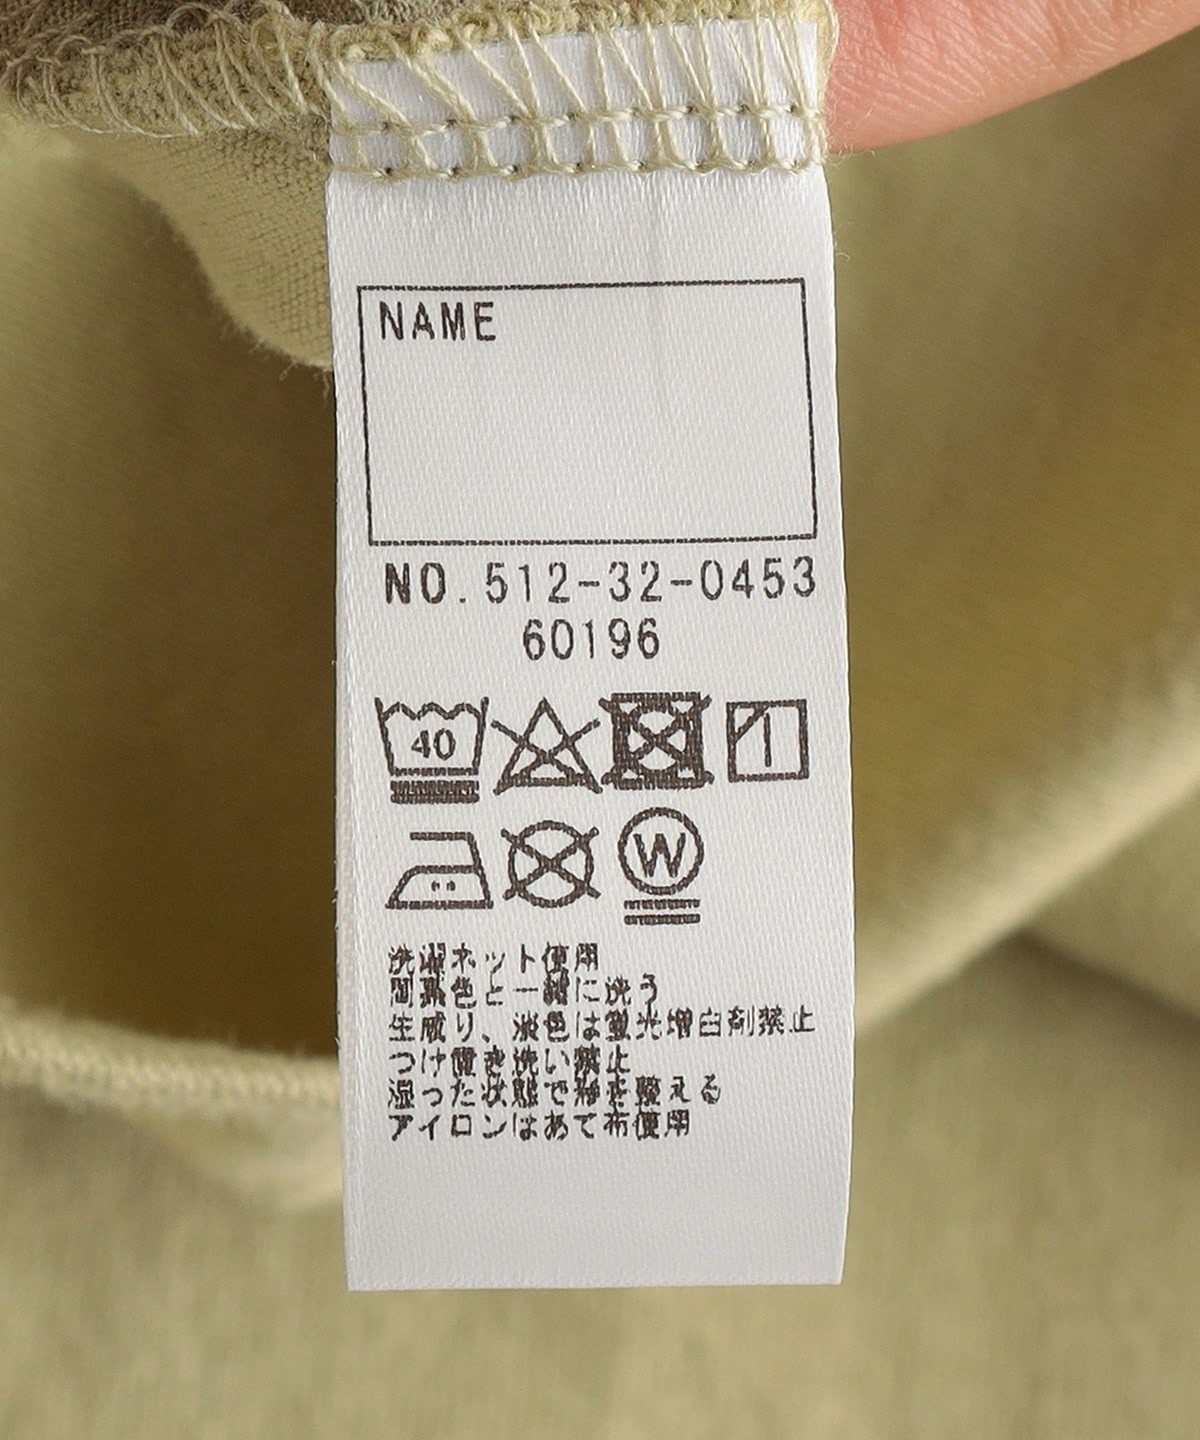 NAME
NO. 512-32-0453
60196
40
W
洗濯ネット使用
同系色と一緒に洗う
生成り、淡色は蛍光増白剤禁止
つけ置き洗い禁止
湿った状態で形を整える
アイロンはあて布使用